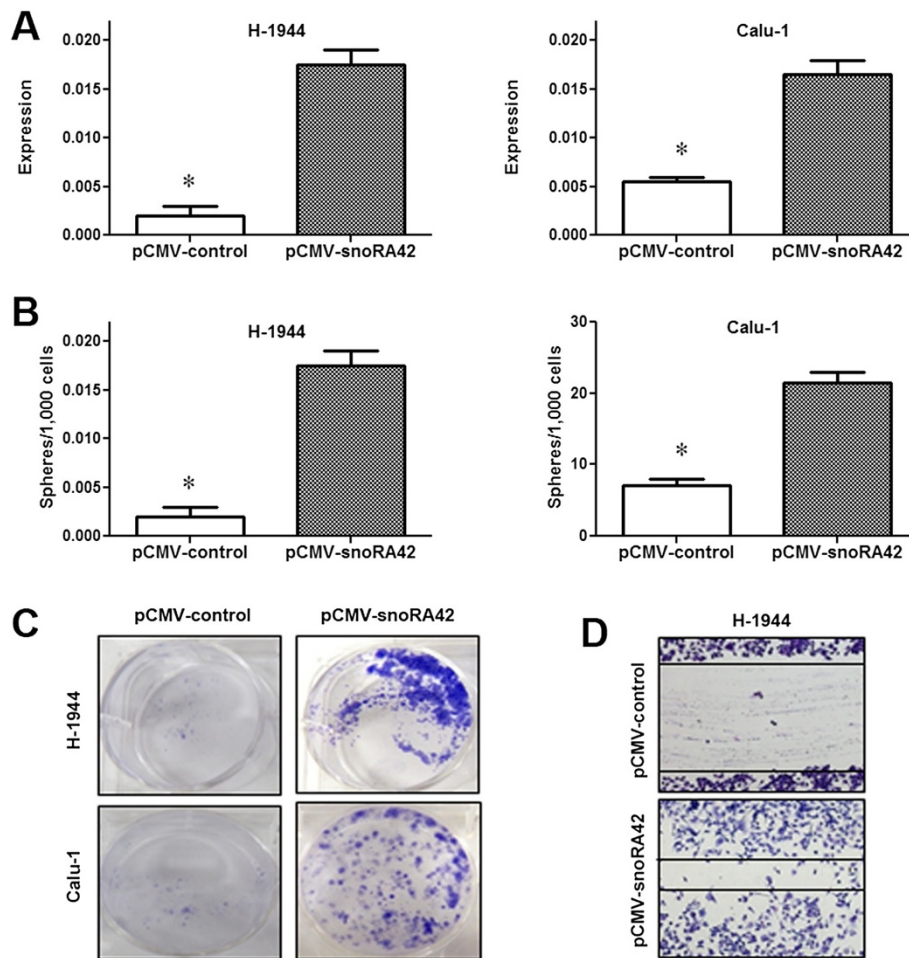 A
H-1944
Expression
0.020
0.015
0.010
0.005
0.000
*
pCMV-control pCMV-snoRA42
Calu-1
Expression
0.020
0.015
0.010
0.005
0.000
*
pCMV-control pCMV-snoRA42
B
H-1944
Spheres/1,000 cells
0.020
0.015
0.010
0.005
0.000
*
pCMV-control pCMV-snoRA42
Calu-1
Spheres/1,000 cells
30
20
10
0
*
pCMV-control pCMV-snoRA42
C
pCMV-control pCMV-snoRA42
H-1944
Calu-1
D
H-1944
pCMV-control
pCMV-snoRA42